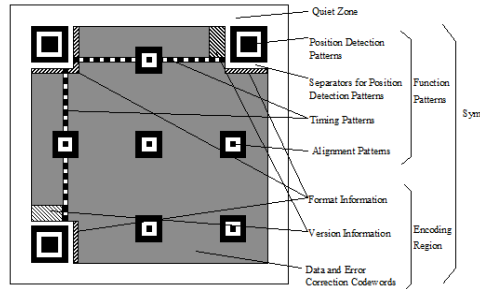 Quiet Zone
Position Detection
Patterns
Separators for Position
Detection Patterns
Function
Patterns
Sym
Timing Patterns
Alignment Patterns
Format Information
Version Information
Encoding
Region
Data and Error
Correction Codewords